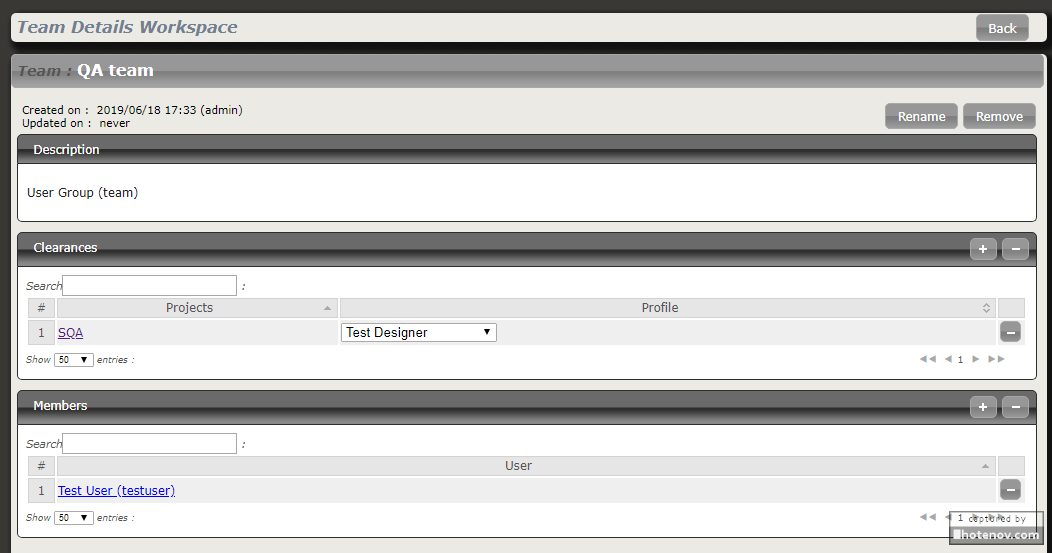 Team Details Workspace Back
Team : QA team
Created on : 2019/06/18 17:33 (admin)
Updated on : never
Rename Remove
Description
User Group (team)
Clearances + −
Search :
# Projects Profile
1 SQA Test Designer −
Show 50 entries : 1
Members + −
Search :
# User
1 Test User (testuser) −
Show 50 entries : 1
captured by
hotenov.com